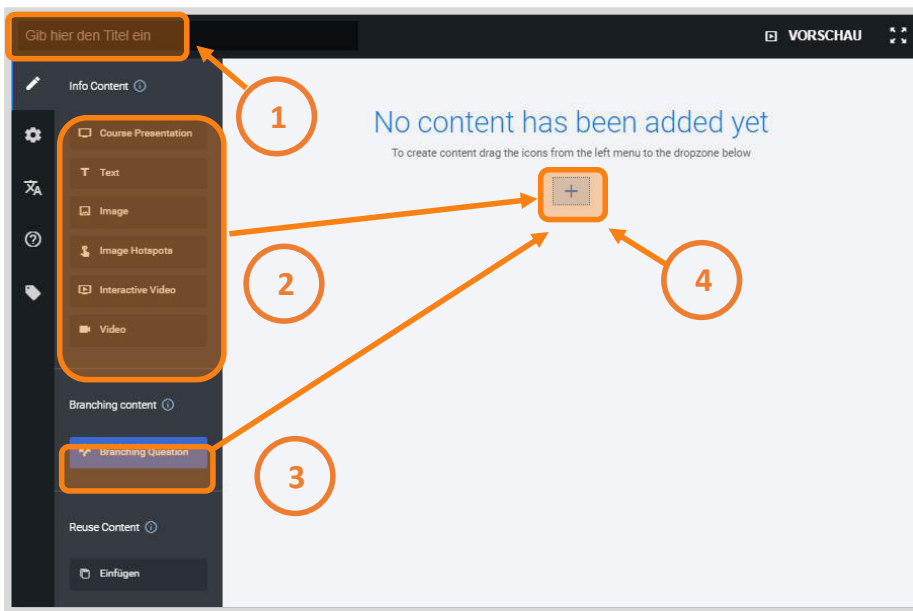 Gib hier den Titel ein
VORSCHAU
Info Content
1
Course Presentation
Text
Image
Image Hotspots
Interactive Video
Video
2
No content has been added yet
To create content drag the icons from the left menu to the dropzone below
4
Branching content
Branching Question
3
Reuse Content
Einfügen